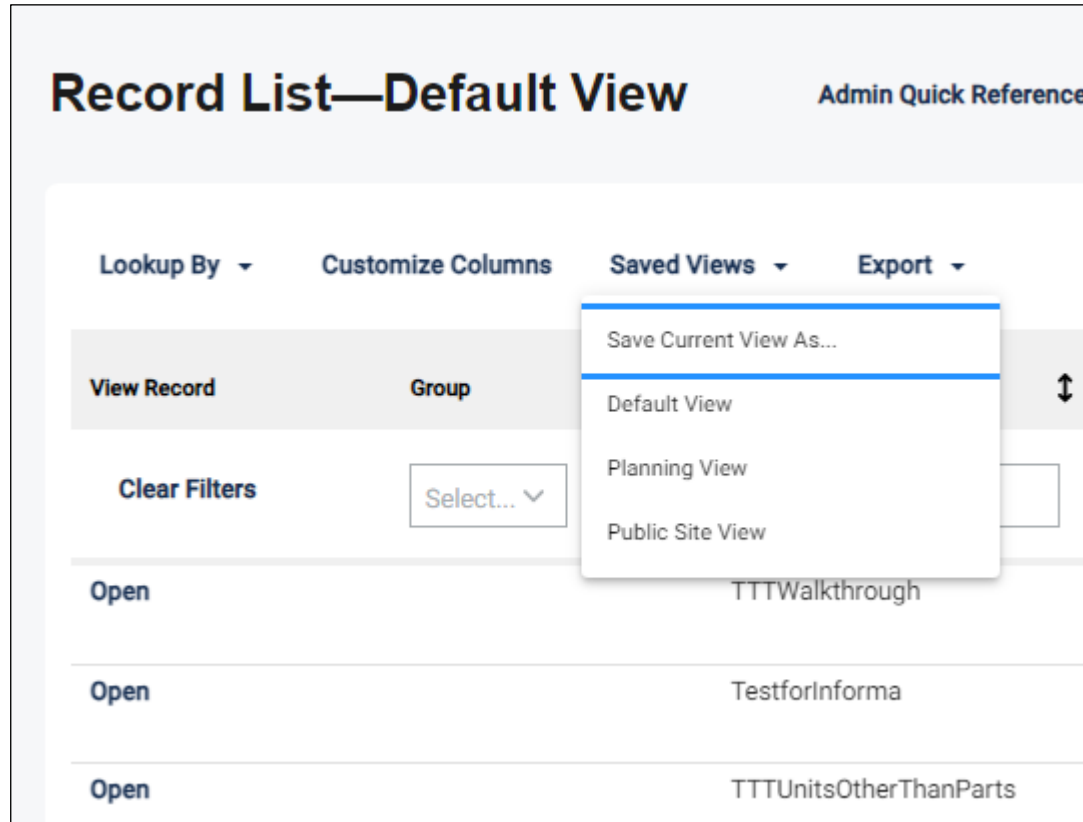 Record List—Default View
Admin Quick Reference
Lookup By
Customize Columns
Saved Views
Export
Save Current View As...
Default View
Planning View
Public Site View
View Record
Group
Clear Filters
Select...
Open
TTTWalkthrough
Open
TestforInforma
Open
TTTUnitsOtherThanParts